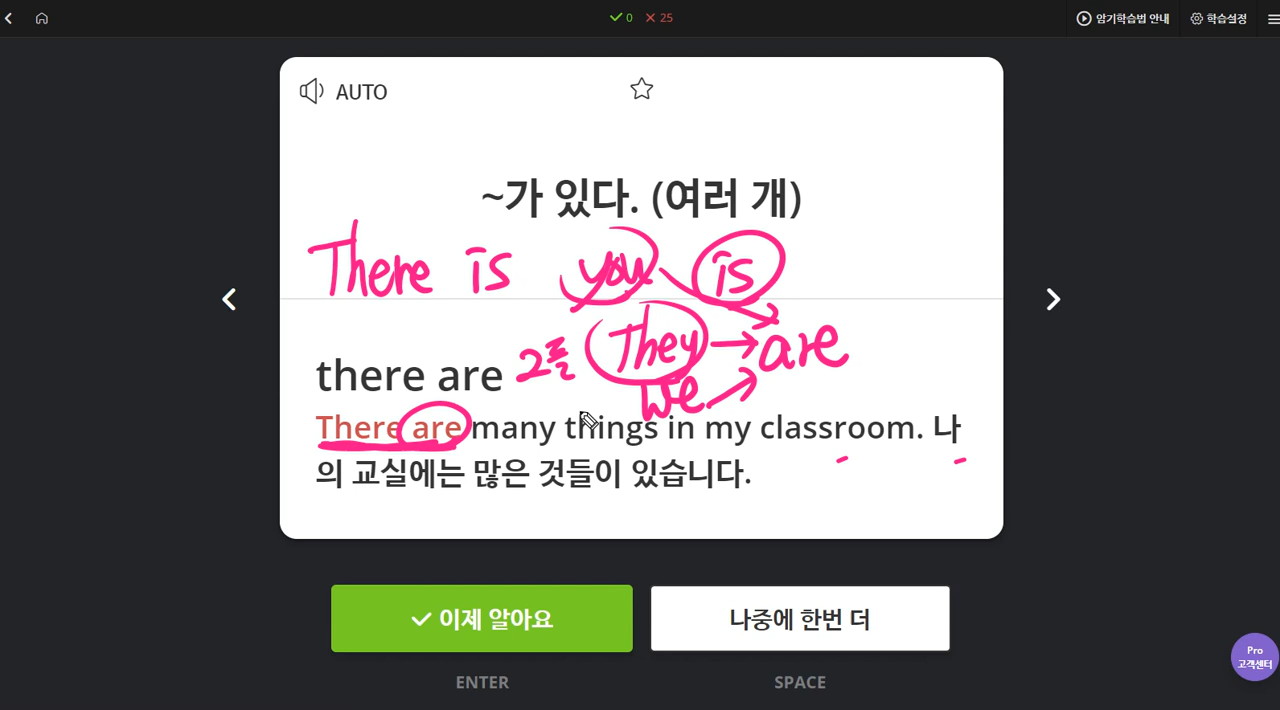 0 25 암기학습법 안내 학습설정
AUTO
~가 있다. (여러 개)
There is you is
there are 2틀 They are
we
There are many things in my classroom. 나
의 교실에는 많은 것들이 있습니다.
이제 알아요 나중에 한번 더
ENTER SPACE
Pro
고객센터